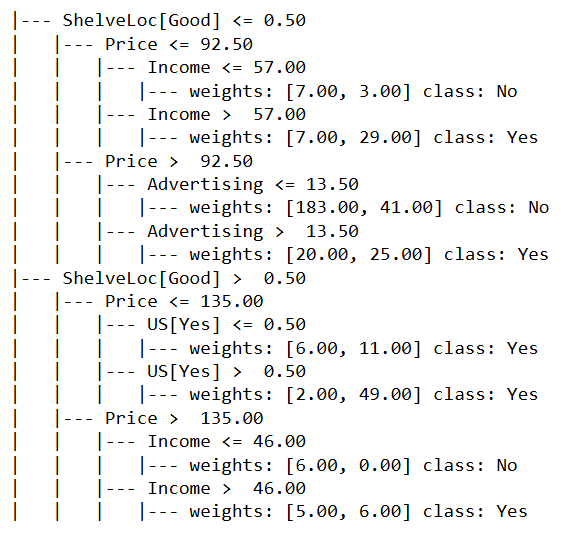 |--- ShelveLoc[Good] <= 0.50
|   |--- Price <= 92.50
|   |   |--- Income <= 57.00
|   |   |   |--- weights: [7.00, 3.00] class: No
|   |   |--- Income >  57.00
|   |   |   |--- weights: [7.00, 29.00] class: Yes
|   |--- Price >  92.50
|   |   |--- Advertising <= 13.50
|   |   |   |--- weights: [183.00, 41.00] class: No
|   |   |--- Advertising >  13.50
|   |   |   |--- weights: [20.00, 25.00] class: Yes
|--- ShelveLoc[Good] >  0.50
|   |--- Price <= 135.00
|   |   |--- US[Yes] <= 0.50
|   |   |   |--- weights: [6.00, 11.00] class: Yes
|   |   |--- US[Yes] >  0.50
|   |   |   |--- weights: [2.00, 49.00] class: Yes
|   |--- Price >  135.00
|   |   |--- Income <= 46.00
|   |   |   |--- weights: [6.00, 0.00] class: No
|   |   |--- Income >  46.00
|   |   |   |--- weights: [5.00, 6.00] class: Yes